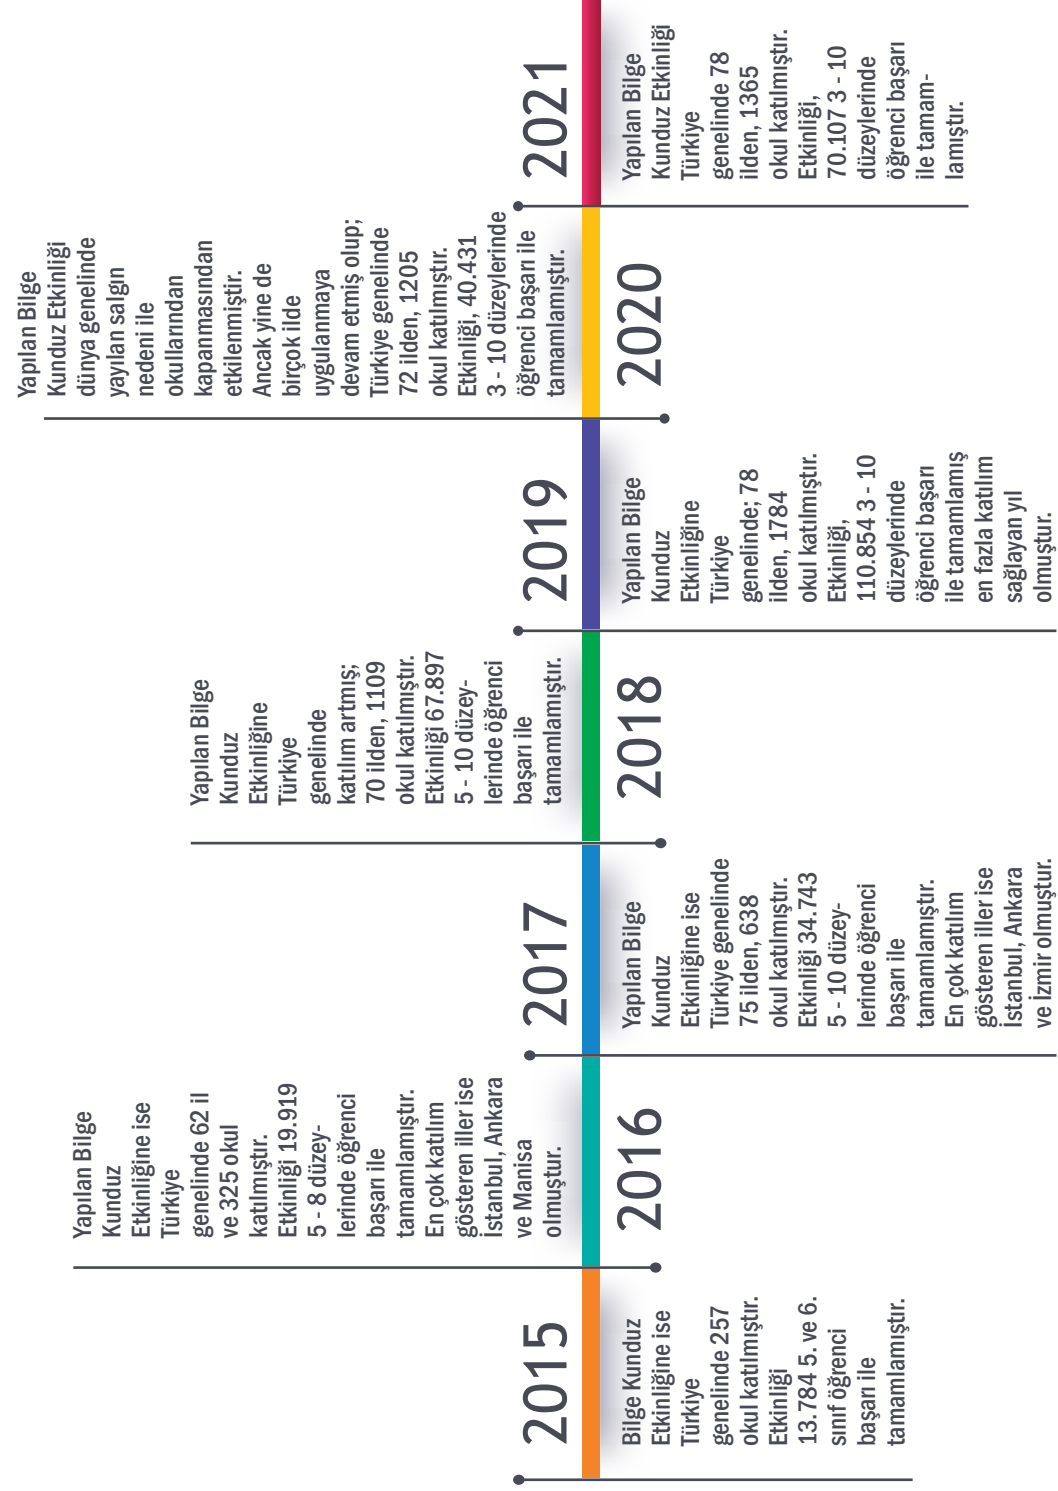 2015
Bilge Kunduz
Etkinliğine ise
Türkiye
genelinde 257
okul katılmıştır.
Etkinliği
13.784 5. ve 6.
sınıf öğrenci
başarı ile
tamamlamıştır.
Yapılan Bilge
Kunduz
Etkinliğine ise
Türkiye
genelinde 62 il
ve 325 okul
katılmıştır.
Etkinliği 19.919
5 - 8 düzey-
lerinde öğrenci
başarı ile
tamamlamıştır.
En çok katılım
gösteren iller ise
İstanbul, Ankara
ve Manisa
olmuştur.
2016
2017
Yapılan Bilge
Kunduz
Etkinliğine ise
Türkiye genelinde
75 ilden, 638
okul katılmıştır.
Etkinliği 34.743
5 - 10 düzey-
lerinde öğrenci
başarı ile
tamamlamıştır.
En çok katılım
gösteren iller ise
İstanbul, Ankara
ve İzmir olmuştur.
Yapılan Bilge
Kunduz
Etkinliğine
Türkiye
genelinde
katılım artmış;
70 ilden, 1109
okul katılmıştır.
Etkinliği 67.897
5 - 10 düzey-
lerinde öğrenci
başarı ile
tamamlamıştır.
2018
2019
Yapılan Bilge
Kunduz
Etkinliğine
Türkiye
genelinde; 78
ilden, 1784
okul katılmıştır.
Etkinliği,
110.854 3 - 10
düzeylerinde
öğrenci başarı
ile tamamlamış
en fazla katılım
sağlayan yıl
olmuştur.
Yapılan Bilge
Kunduz Etkinliği
dünya genelinde
yayılan salgın
nedeni ile
okullarından
kapanmasından
etkilenmiştir.
Ancak yine de
birçok ilde
uygulanmaya
devam etmiş olup;
Türkiye genelinde
72 ilden, 1205
okul katılmıştır.
Etkinliği, 40.431
3 - 10 düzeylerinde
öğrenci başarı ile
tamamlamıştır.
2020
2021
Yapılan Bilge
Kunduz Etkinliği
Türkiye
genelinde 78
ilden, 1365
okul katılmıştır.
Etkinliği,
70.107 3 - 10
düzeylerinde
öğrenci başarı
ile tamam-
lamıştır.